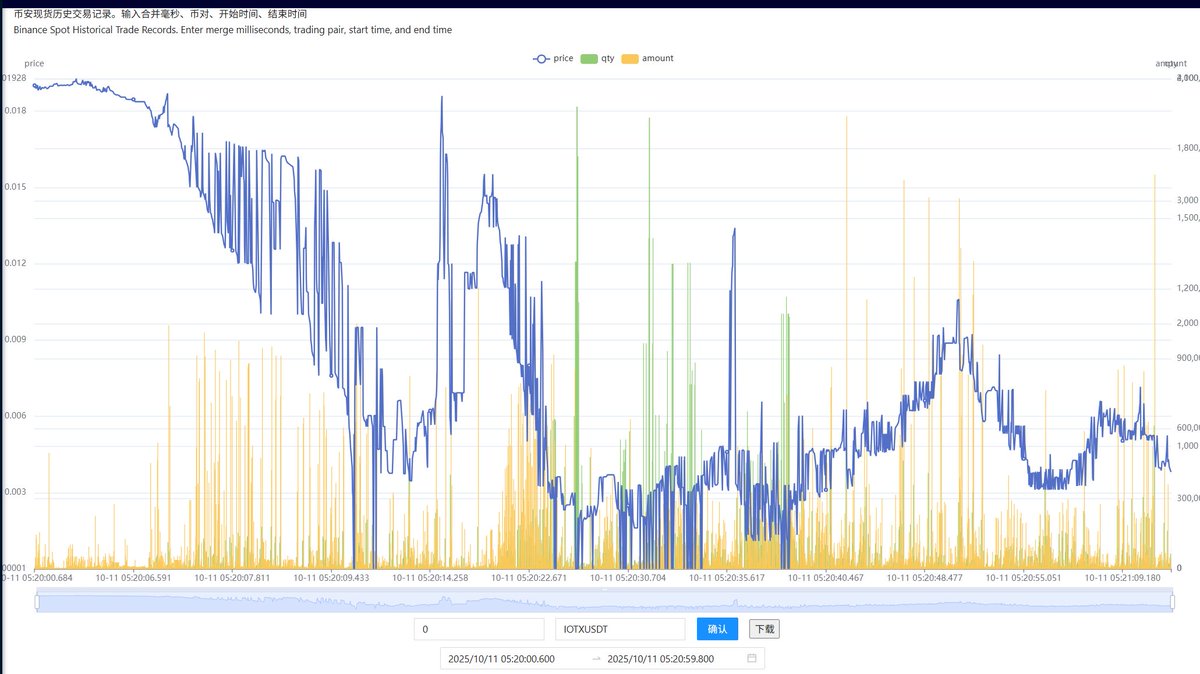 币安现货历史交易记录。输入合并毫秒、币对、开始时间、结束时间
Binance Spot Historical Trade Records. Enter merge milliseconds, trading pair, start time, and end time
price qty amount
price
01928
0.018
0.015
0.012
0.009
0.006
0.003
00001
1,800,
3,000
1,500,
1,200,
2,000
900,0
600,0
1,000
300,0
0
0-11 05:20:00.684 10-11 05:20:06.591 10-11 05:20:07.811 10-11 05:20:09.433 10-11 05:20:14.258 10-11 05:20:22.671 10-11 05:20:30.704 10-11 05:20:35.617 10-11 05:20:40.467 10-11 05:20:48.477 10-11 05:20:55.051 10-11 05:21:09.180
0 IOTXUSDT 确认 下载
2025/10/11 05:20:00.600 → 2025/10/11 05:20:59.800